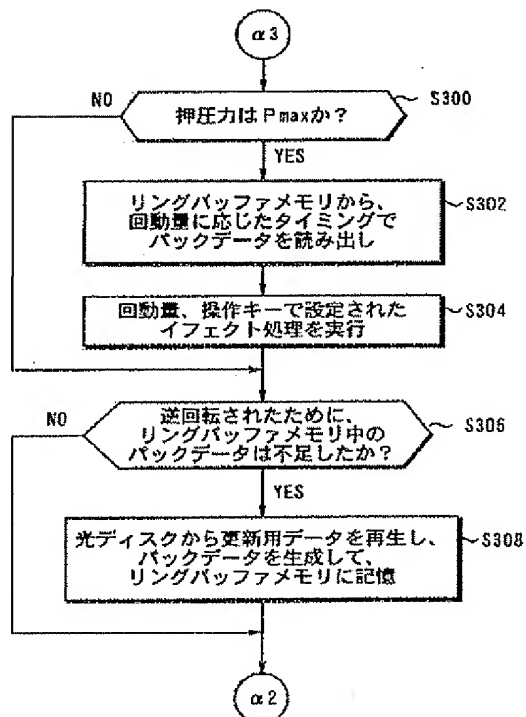 α3
NO
押圧力はPmaxか?
S300
YES
リングバッファメモリから、
回動量に応じたタイミングで
パックデータを読み出し
S302
回動量、操作キーで設定された
イフェクト処理を実行
S304
NO
逆回転されたために、
リングバッファメモリ中の
パックデータは不足したか?
S306
YES
光ディスクから更新用データを再生し、
パックデータを生成して、
リングバッファメモリに記憶
S308
α2